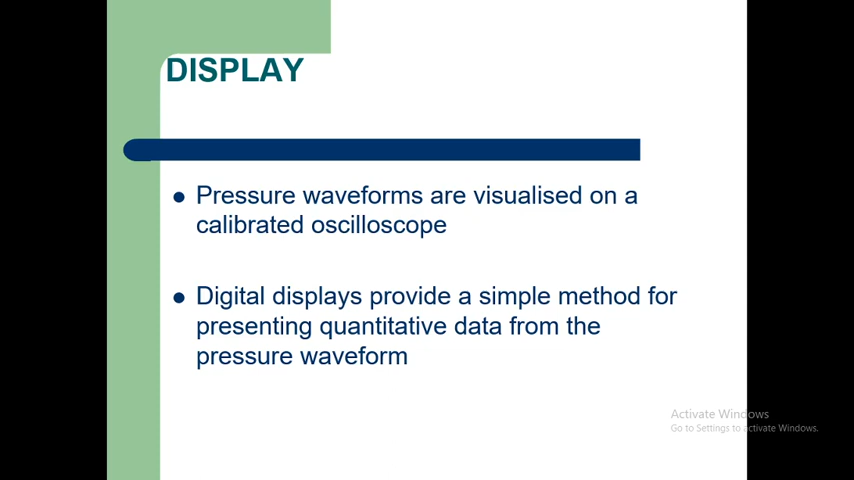 DISPLAY
Pressure waveforms are visualised on a
calibrated oscilloscope
Digital displays provide a simple method for
presenting quantitative data from the
pressure waveform
Activate Windows
Go to Settings to activate Windows.